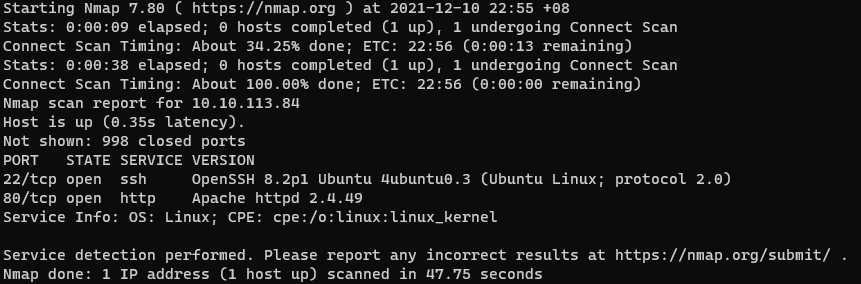 Starting Nmap 7.80 ( https://nmap.org ) at 2021-12-10 22:55 +08
Stats: 0:00:09 elapsed; 0 hosts completed (1 up), 1 undergoing Connect Scan
Connect Scan Timing: About 34.25% done; ETC: 22:56 (0:00:13 remaining)
Stats: 0:00:38 elapsed; 0 hosts completed (1 up), 1 undergoing Connect Scan
Connect Scan Timing: About 100.00% done; ETC: 22:56 (0:00:00 remaining)
Nmap scan report for 10.10.113.84
Host is up (0.35s latency).
Not shown: 998 closed ports
PORT   STATE SERVICE VERSION
22/tcp open  ssh     OpenSSH 8.2p1 Ubuntu 4ubuntu0.3 (Ubuntu Linux; protocol 2.0)
80/tcp open  http    Apache httpd 2.4.49
Service Info: OS: Linux; CPE: cpe:/o:linux:linux_kernel

Service detection performed. Please report any incorrect results at https://nmap.org/submit/ .
Nmap done: 1 IP address (1 host up) scanned in 47.75 seconds